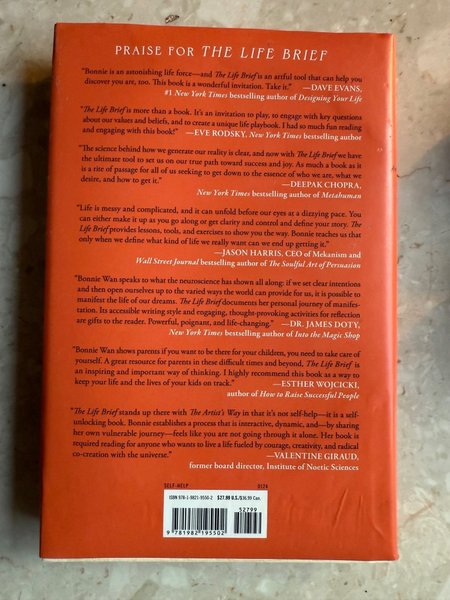 PRAISE FOR THE LIFE BRIEF
"Bonnie is an astonishing life force—and The Life Brief is an artful tool that can help you
discover you are, too. This book is a wonderful invitation. Take it." —DAVE EVANS,
#1 New York Times bestselling author of Designing Your Life
"The Life Brief is more than a book. It's an invitation to play, to engage with key questions
about our values and beliefs, and to create a unique life playbook. I had so much fun reading
and engaging with this book!" —EVE RODSKY, New York Times bestselling author
"The science behind how we generate our reality is clear, and now with The Life Brief we have
the ultimate tool to set us on our true path toward success and joy. As much a book as it
is a rite of passage for all of us seeking to get down to the essence of who we are, what we
desire, and how to get it." —DEEPAK CHOPRA,
New York Times bestselling author of Metahuman
"Life is messy and complicated, and it can unfold before our eyes at a dizzying pace. You
can either make it up as you go along or get clarity and control and define your story. The
Life Brief provides lessons, tools, and exercises to show you the way. Bonnie teaches us that
only when we define what kind of life we really want can we end up getting it."
—JASON HARRIS, CEO of Mekanism and
Wall Street Journal bestselling author of The Soulful Art of Persuasion
"Bonnie Wan speaks to what the neuroscience has shown all along: if we set clear intentions
and then open ourselves up to the varied ways the world can provide for us, it is possible to
manifest the life of our dreams. The Life Brief documents her personal journey of manifes-
tation. Its accessible writing style and engaging, thought-provoking activities for reflection
are gifts to the reader. Powerful, poignant, and life-changing." —DR. JAMES DOTY,
New York Times bestselling author of Into the Magic Shop
"Bonnie Wan shows parents if you want to be there for your children, you need to take care of
yourself. A great resource for parents in these difficult times and beyond, The Life Brief is
an inspiring and important way of thinking. I highly recommend this book as a way to
keep your life and the lives of your kids on track." —ESTHER WOJCICKI,
author of How to Raise Successful People
"The Life Brief stands up there with The Artist's Way in that it's not self-help—it is a self-
unlocking book. Bonnie establishes a process that is interactive, dynamic, and—by sharing
her own vulnerable journey—feels like you are not going through it alone. Her book is
required reading for anyone who wants to live a life fueled by courage, creativity, and radical
co-creation with the universe." —VALENTINE GIRAUD,
former board director, Institute of Noetic Sciences
SELF-HELP 0124
ISBN 978-1-9821-9550-2 $27.99 U.S./$36.99 Can.
52799
9 781982 195502